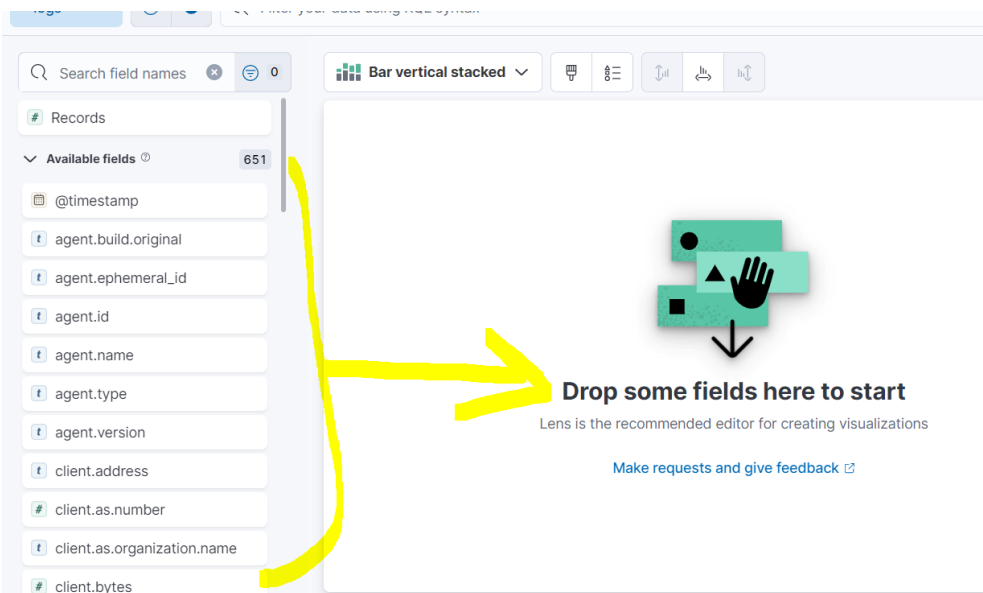 Search field names
0
Bar vertical stacked
# Records
Available fields
651
@timestamp
t agent.build.original
t agent.ephemeral_id
t agent.id
t agent.name
t agent.type
t agent.version
t client.address
# client.as.number
t client.as.organization.name
# client.bytes
Drop some fields here to start
Lens is the recommended editor for creating visualizations
Make requests and give feedback